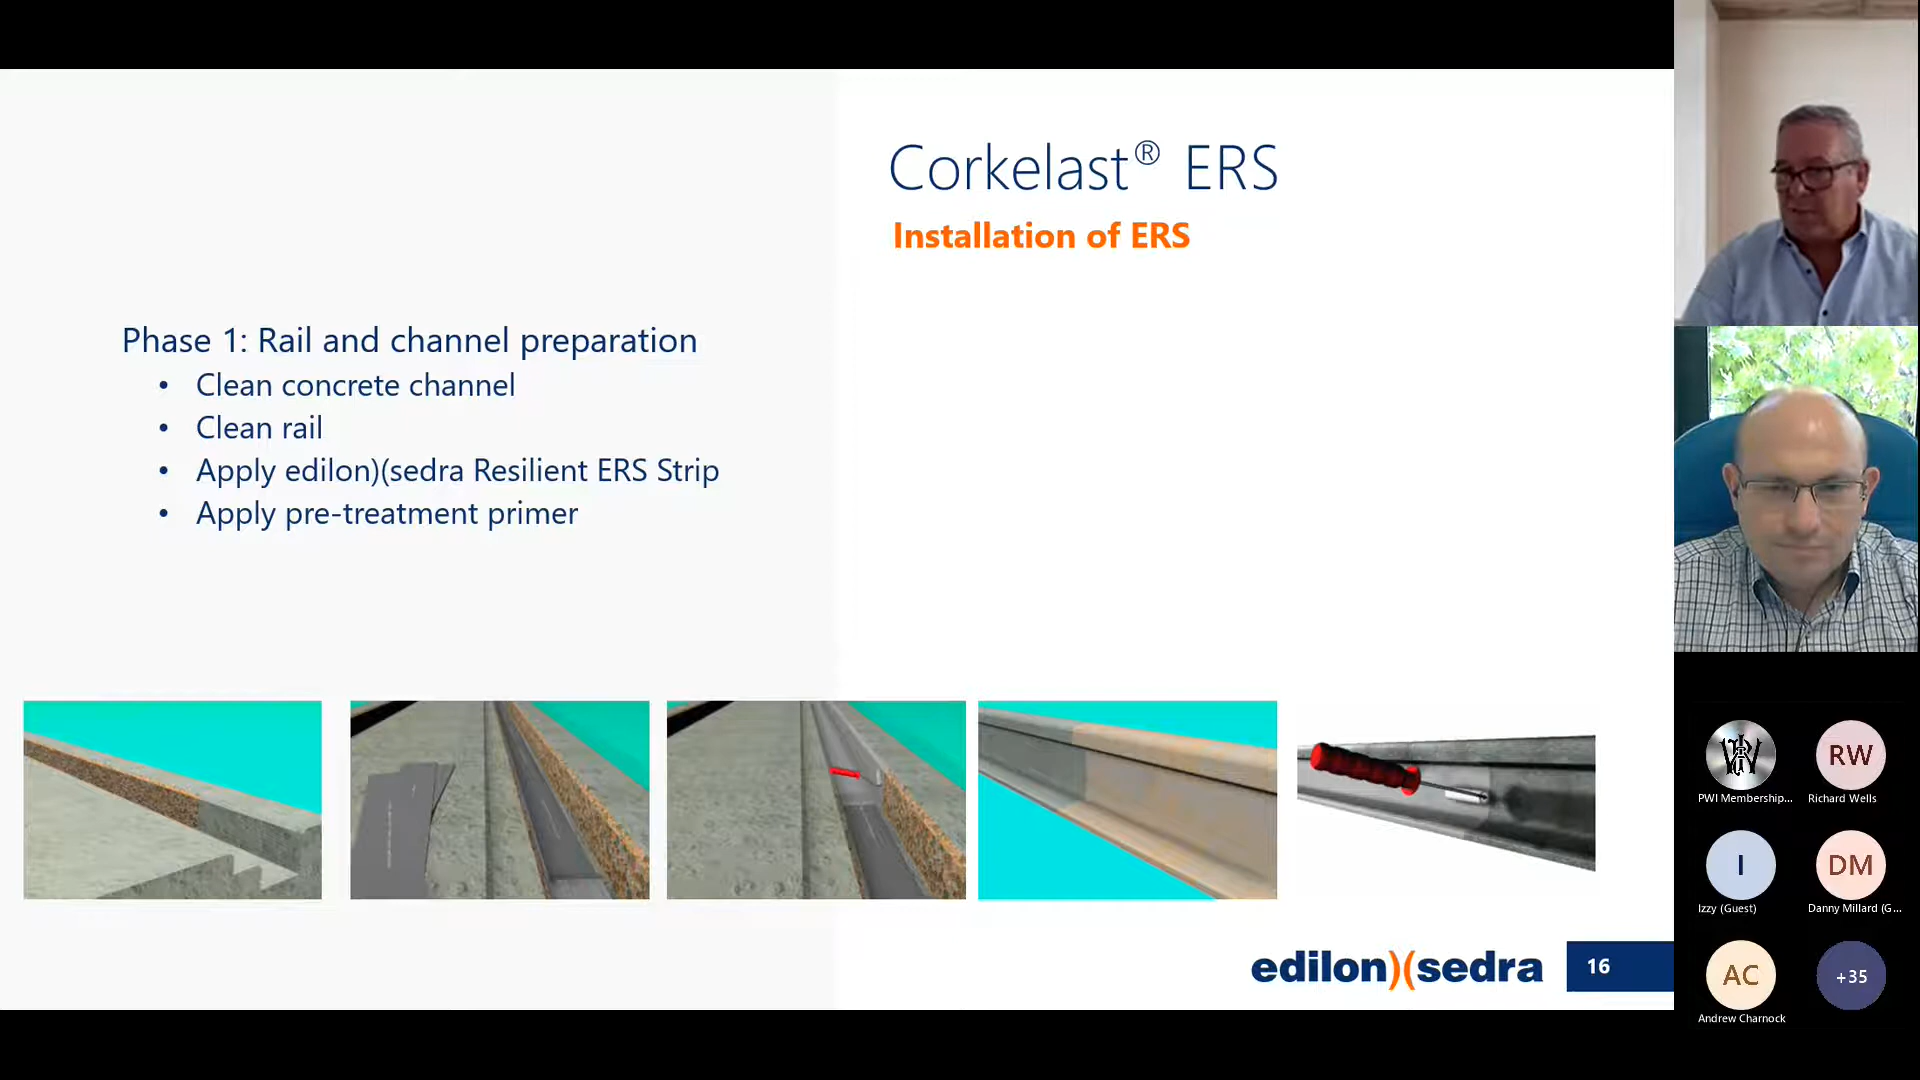 Corkelast® ERS
Installation of ERS
Phase 1: Rail and channel preparation
• Clean concrete channel
• Clean rail
• Apply edilon)(sedra Resilient ERS Strip
• Apply pre-treatment primer
edilon)(sedra
16
PWI Membership...
RW
Richard Wells
I
Izzy (Guest)
DM
Danny Millard (G...
AC
Andrew Charnock
+35